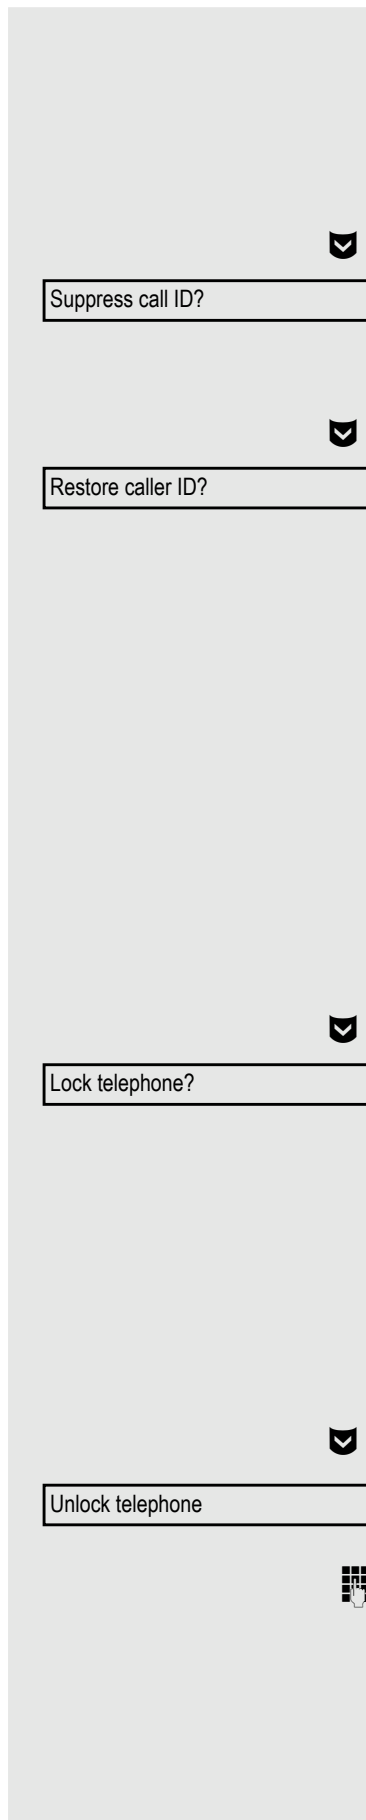 Suppress call ID?
Restore caller ID?
Lock telephone?
Unlock telephone